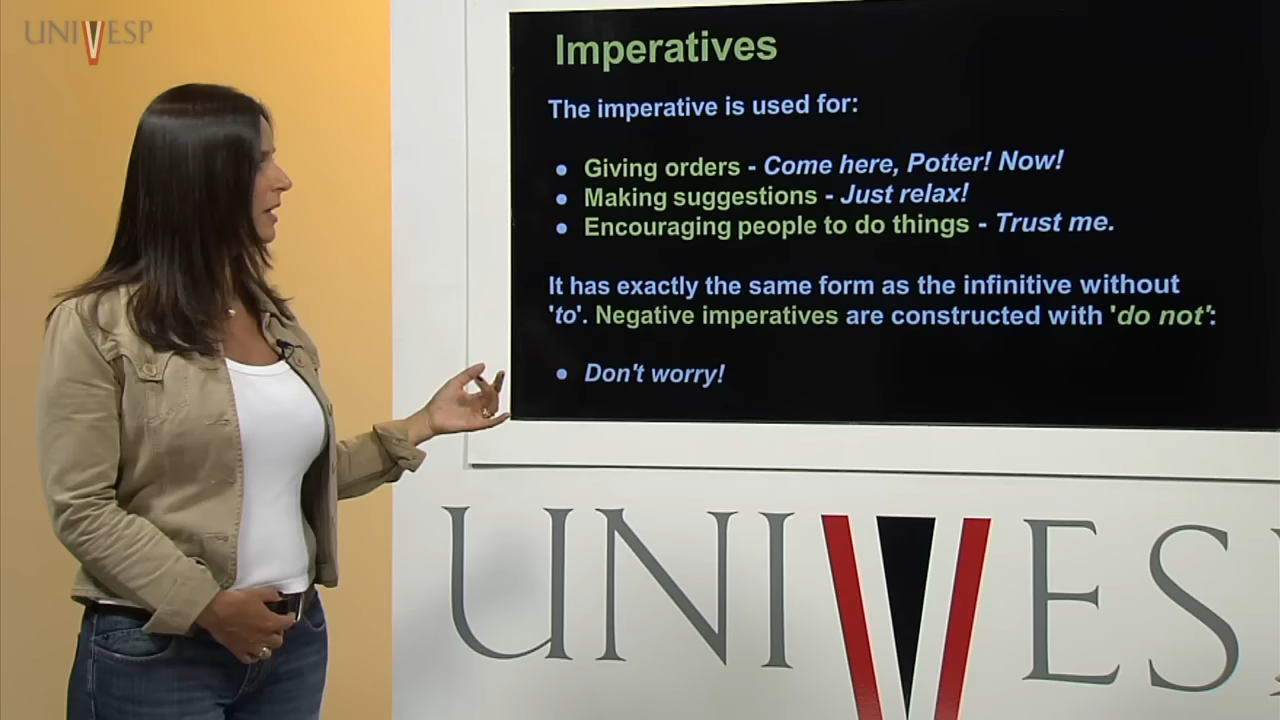 UNIVESP
Imperatives
The imperative is used for:
• Giving orders - Come here, Potter! Now!
• Making suggestions - Just relax!
• Encouraging people to do things - Trust me.
It has exactly the same form as the infinitive without
'to'. Negative imperatives are constructed with 'do not':
• Don't worry!
UNIVES